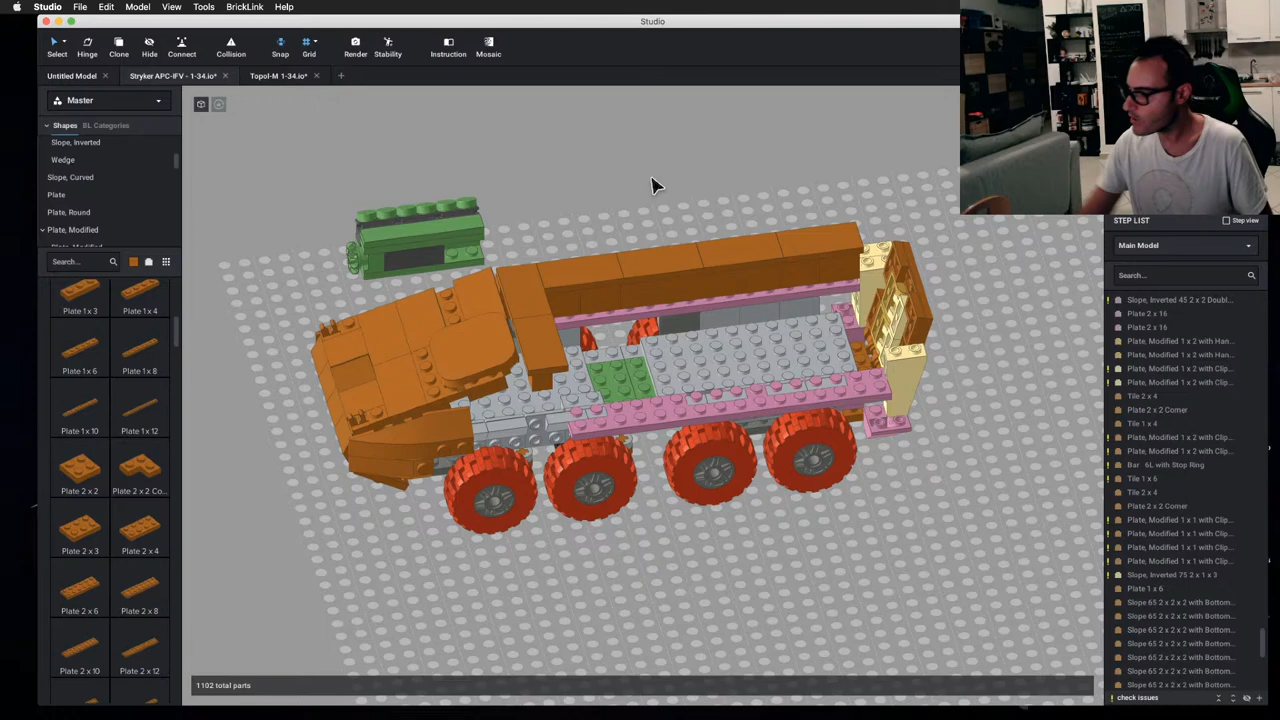 Studio File Edit Model View Tools BrickLink Help
Studio
Select Hinge Clone Hide Connect Collision Snap Grid Render Stability Instruction Mosaic
Untitled Model Stryker APC-IFV - 1-34.io* Topol-M 1-34.io*
Master
Shapes BL Categories
Slope, Inverted
Wedge
Slope, Curved
Plate
Plate, Round
Plate, Modified
Search...
Plate 1 x 3 Plate 1 x 4
Plate 1 x 6 Plate 1 x 8
Plate 1 x 10 Plate 1 x 12
Plate 2 x 2 Plate 2 x 2 Co...
Plate 2 x 3 Plate 2 x 4
Plate 2 x 6 Plate 2 x 8
Plate 2 x 10 Plate 2 x 12
1102 total parts
STEP LIST Step view
Main Model
Search...
Slope, Inverted 45 2 x 2 Doubl...
Plate 2 x 16
Plate 2 x 16
Plate, Modified 1 x 2 with Han...
Plate, Modified 1 x 2 with Han...
Plate, Modified 1 x 2 with Clip...
Plate, Modified 1 x 2 with Clip...
Tile 2 x 4
Plate 2 x 2 Corner
Tile 1 x 4
Plate, Modified 1 x 2 with Clip...
Plate, Modified 1 x 2 with Clip...
Bar 6L with Stop Ring
Tile 1 x 6
Tile 2 x 4
Plate 2 x 2 Corner
Plate, Modified 1 x 1 with Clip...
Plate, Modified 1 x 1 with Clip...
Plate, Modified 1 x 1 with Clip...
Plate, Modified 1 x 1 with Clip...
Slope, Inverted 75 2 x 1 x 3
Plate 1 x 6
Slope 65 2 x 2 x 2 with Bottom...
Slope 65 2 x 2 x 2 with Bottom...
Slope 65 2 x 2 x 2 with Bottom...
Slope 65 2 x 2 x 2 with Bottom...
Slope 65 2 x 2 x 2 with Bottom...
Slope 65 2 x 2 x 2 with Bottom...
Slope 65 2 x 2 x 2 with Bottom...
check issues